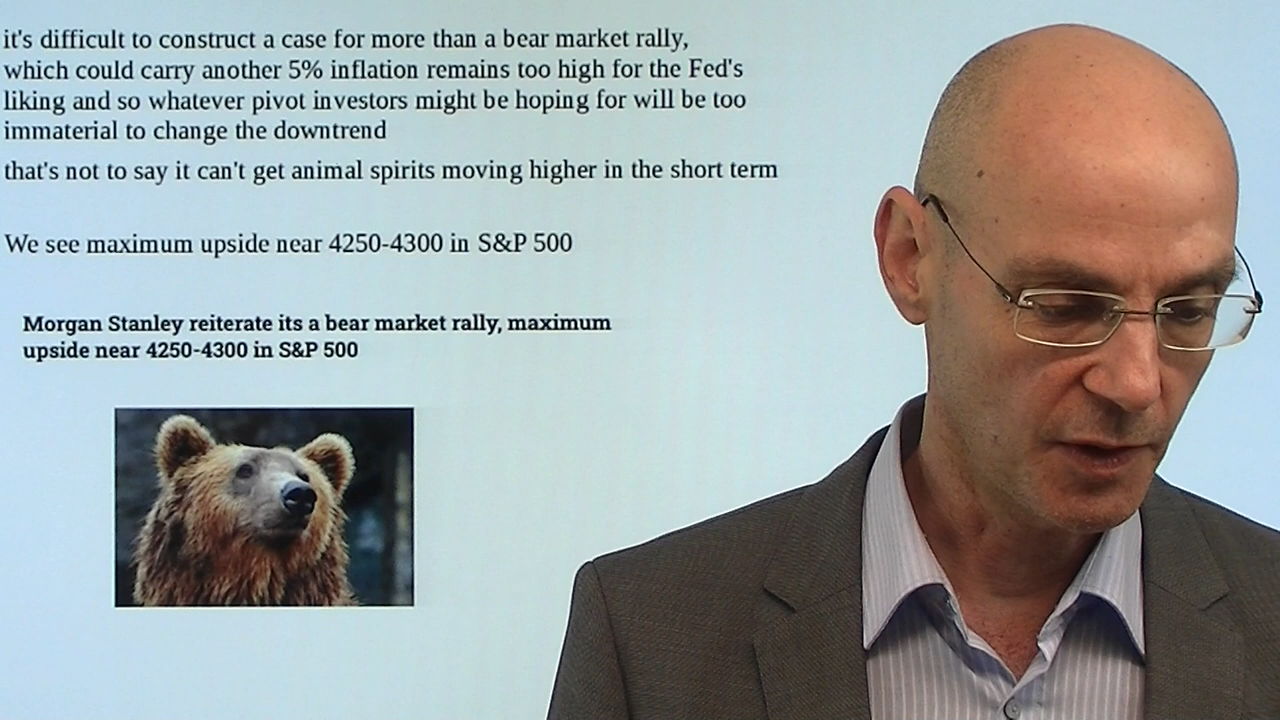 it's difficult to construct a case for more than a bear market rally,
which could carry another 5% inflation remains too high for the Fed's
liking and so whatever pivot investors might be hoping for will be too
immaterial to change the downtrend
that's not to say it can't get animal spirits moving higher in the short term
We see maximum upside near 4250-4300 in S&P 500
Morgan Stanley reiterate its a bear market rally, maximum
upside near 4250-4300 in S&P 500